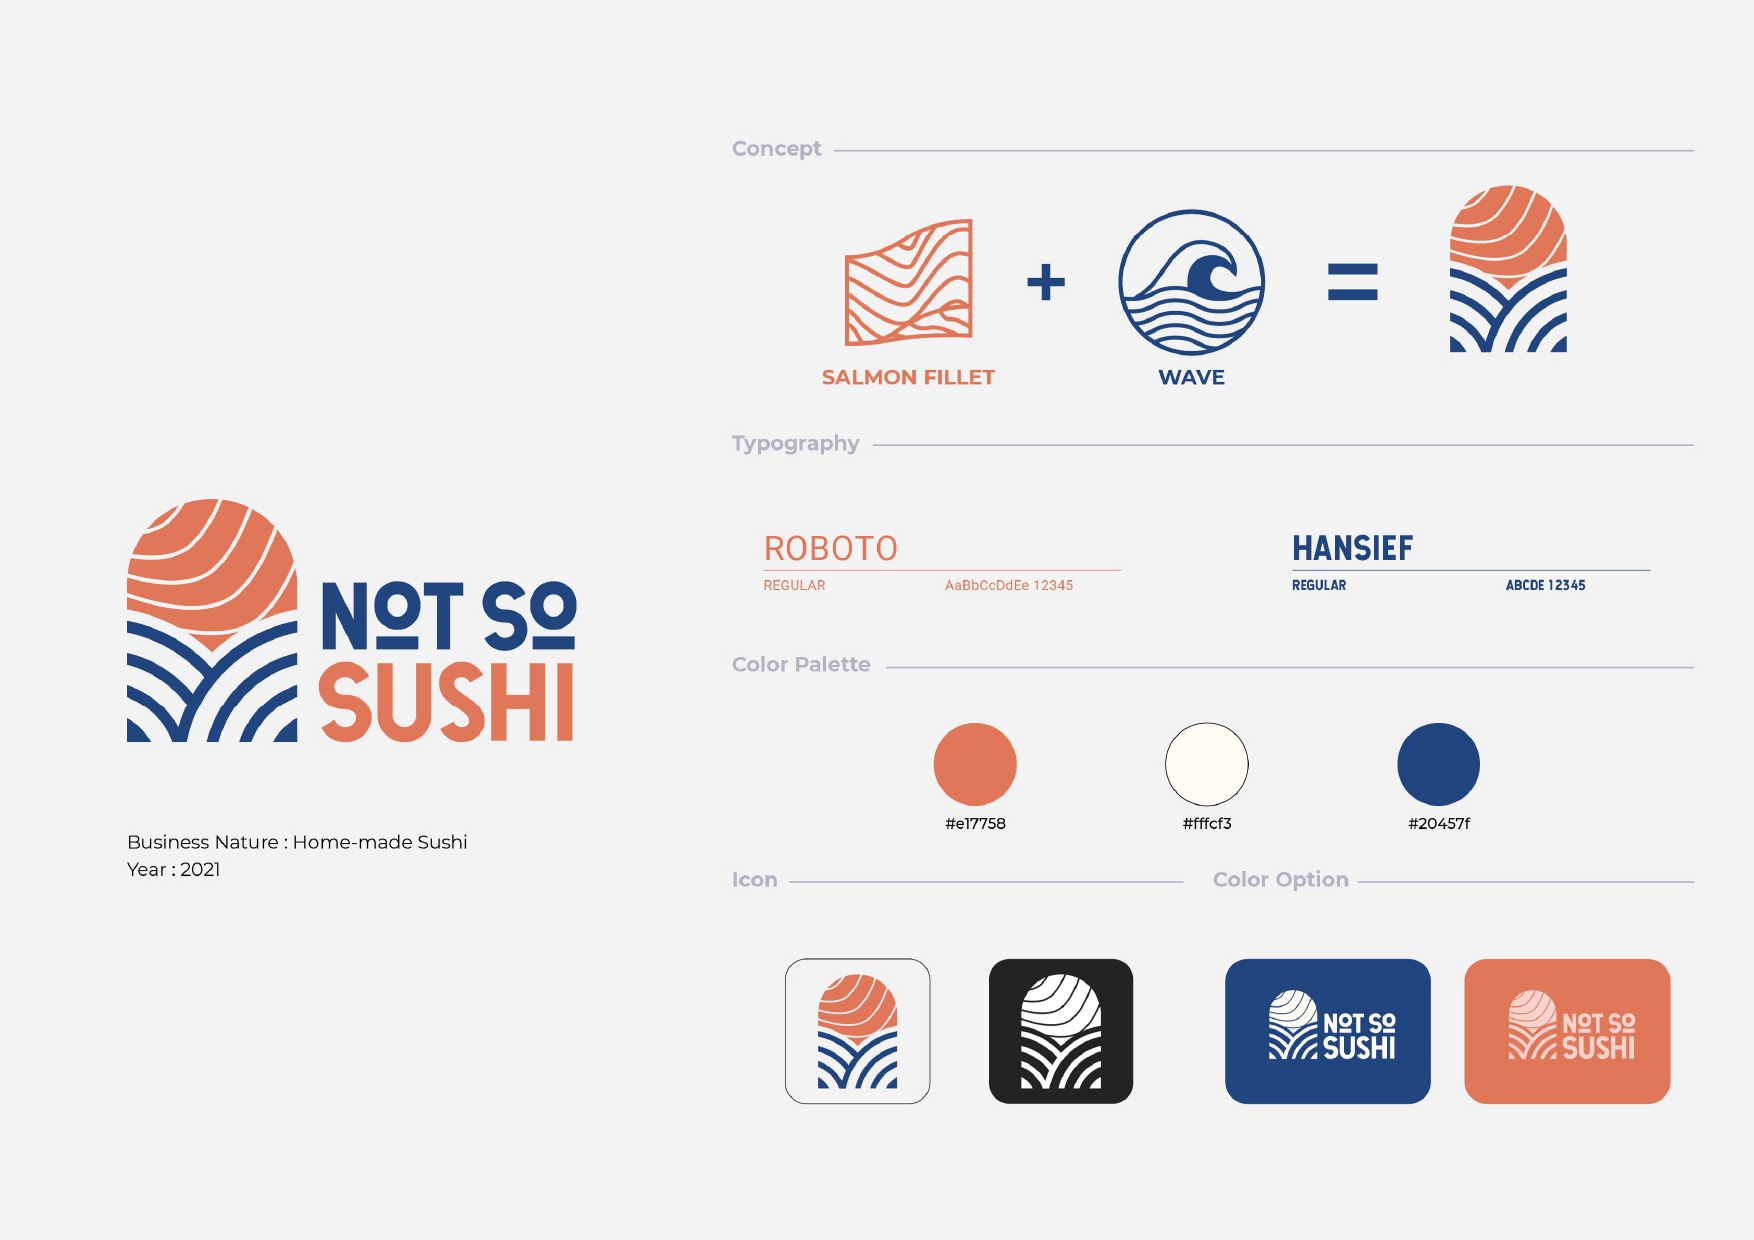 NOT SO
SUSHI
Business Nature : Home-made Sushi
Year : 2021
Concept
+
=
SALMON FILLET
WAVE
Typography
ROBOTO
REGULAR AaBbCcDdEe 12345
HANSIEF
REGULAR ABCDE 12345
Color Palette
#e17758
#fffcf3
#20457f
Icon
Color Option
NOT SO
SUSHI
NOT SO
SUSHI